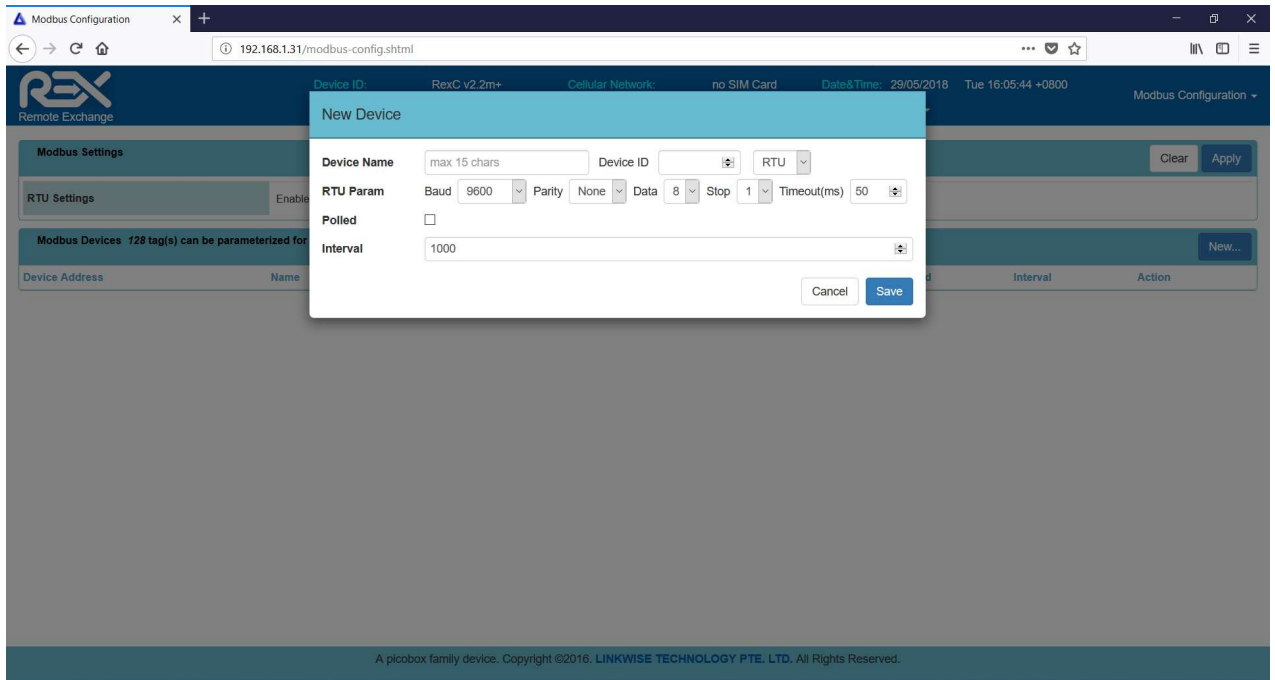 Modbus Configuration
192.168.1.31/modbus-config.shtml
REX
Remote Exchange
Device ID: RexC v2.2m+ Cellular Network: no SIM Card Date&Time: 29/05/2018 Tue 16:05:44 +0800
Modbus Configuration
New Device
Modbus Settings
Clear Apply
Device Name max 15 chars Device ID RTU
RTU Param Baud 9600 Parity None Data 8 Stop 1 Timeout(ms) 50
RTU Settings Enable
Polled
Modbus Devices 128 tag(s) can be parameterized for
New...
Interval 1000
Device Address Name Interval Action
Cancel Save
A picobox family device. Copyright ©2016. LINKWISE TECHNOLOGY PTE. LTD. All Rights Reserved.